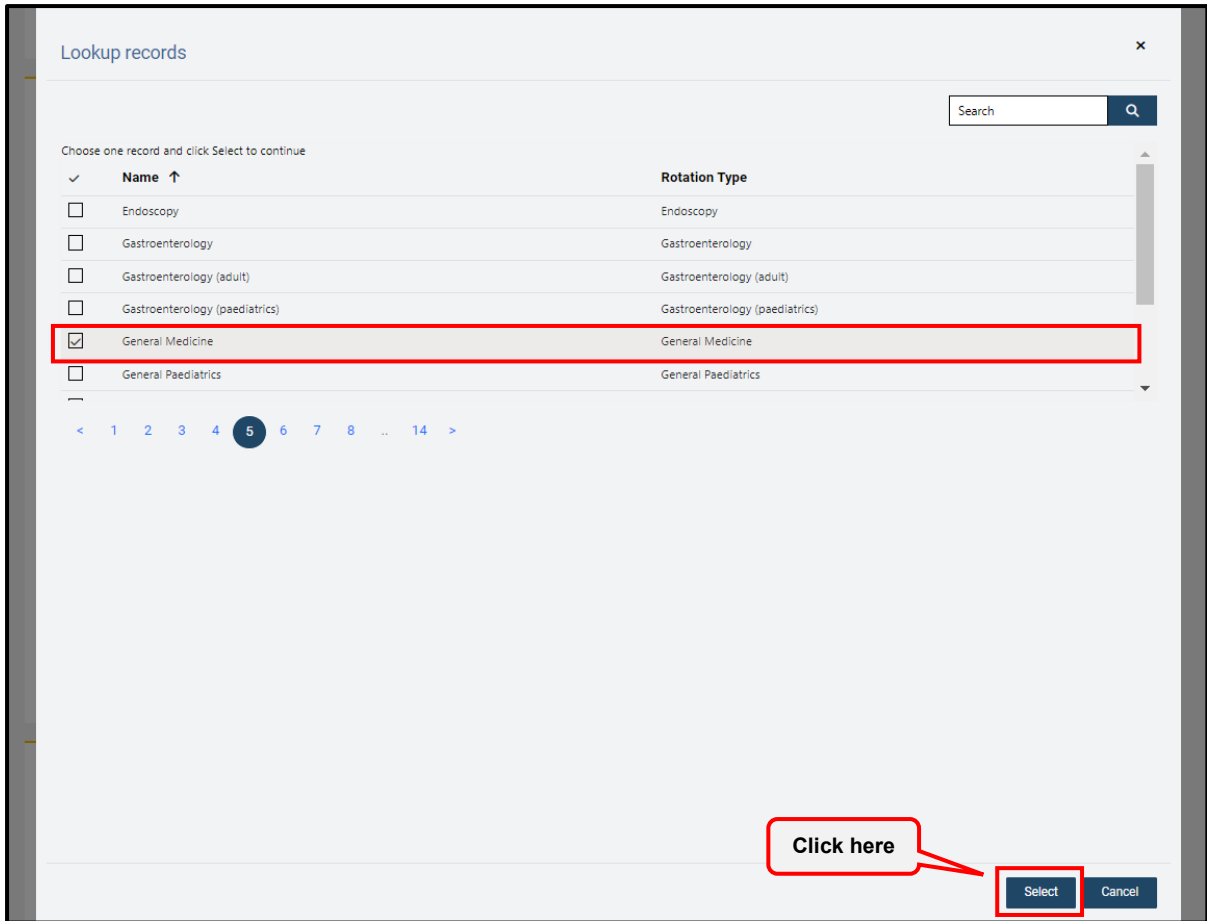 Lookup records ×
Search
Choose one record and click Select to continue
✓ Name ↑ Rotation Type
Endoscopy Endoscopy
Gastroenterology Gastroenterology
Gastroenterology (adult) Gastroenterology (adult)
Gastroenterology (paediatrics) Gastroenterology (paediatrics)
General Medicine General Medicine
General Paediatrics General Paediatrics
< 1 2 3 4 5 6 7 8 .. 14 >
Click here
Select Cancel